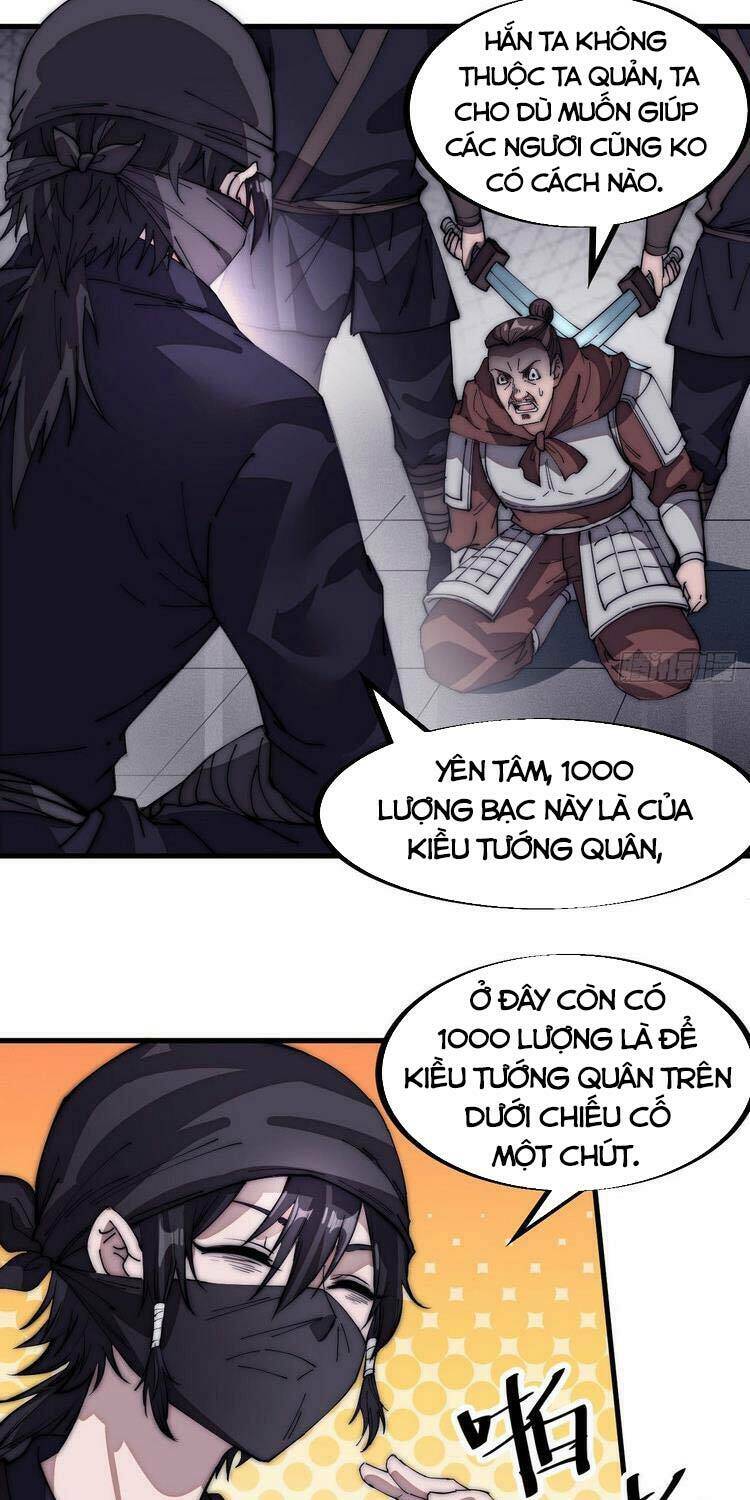 HẮN TA KHÔNG
THUỘC TA QUẢN, TA
CHO DÙ MUỐN GIÚP
CÁC NGƯƠI CŨNG KO
CÓ CÁCH NÀO.
YÊN TÂM, 1000
LƯỢNG BẠC NÀY LÀ CỦA
KIỀU TƯỚNG QUÂN,
Ở ĐÂY CÒN CÓ
1000 LƯỢNG LÀ ĐỂ
KIỀU TƯỚNG QUÂN TRÊN
DƯỚI CHIẾU CỐ
MỘT CHÚT.
啪